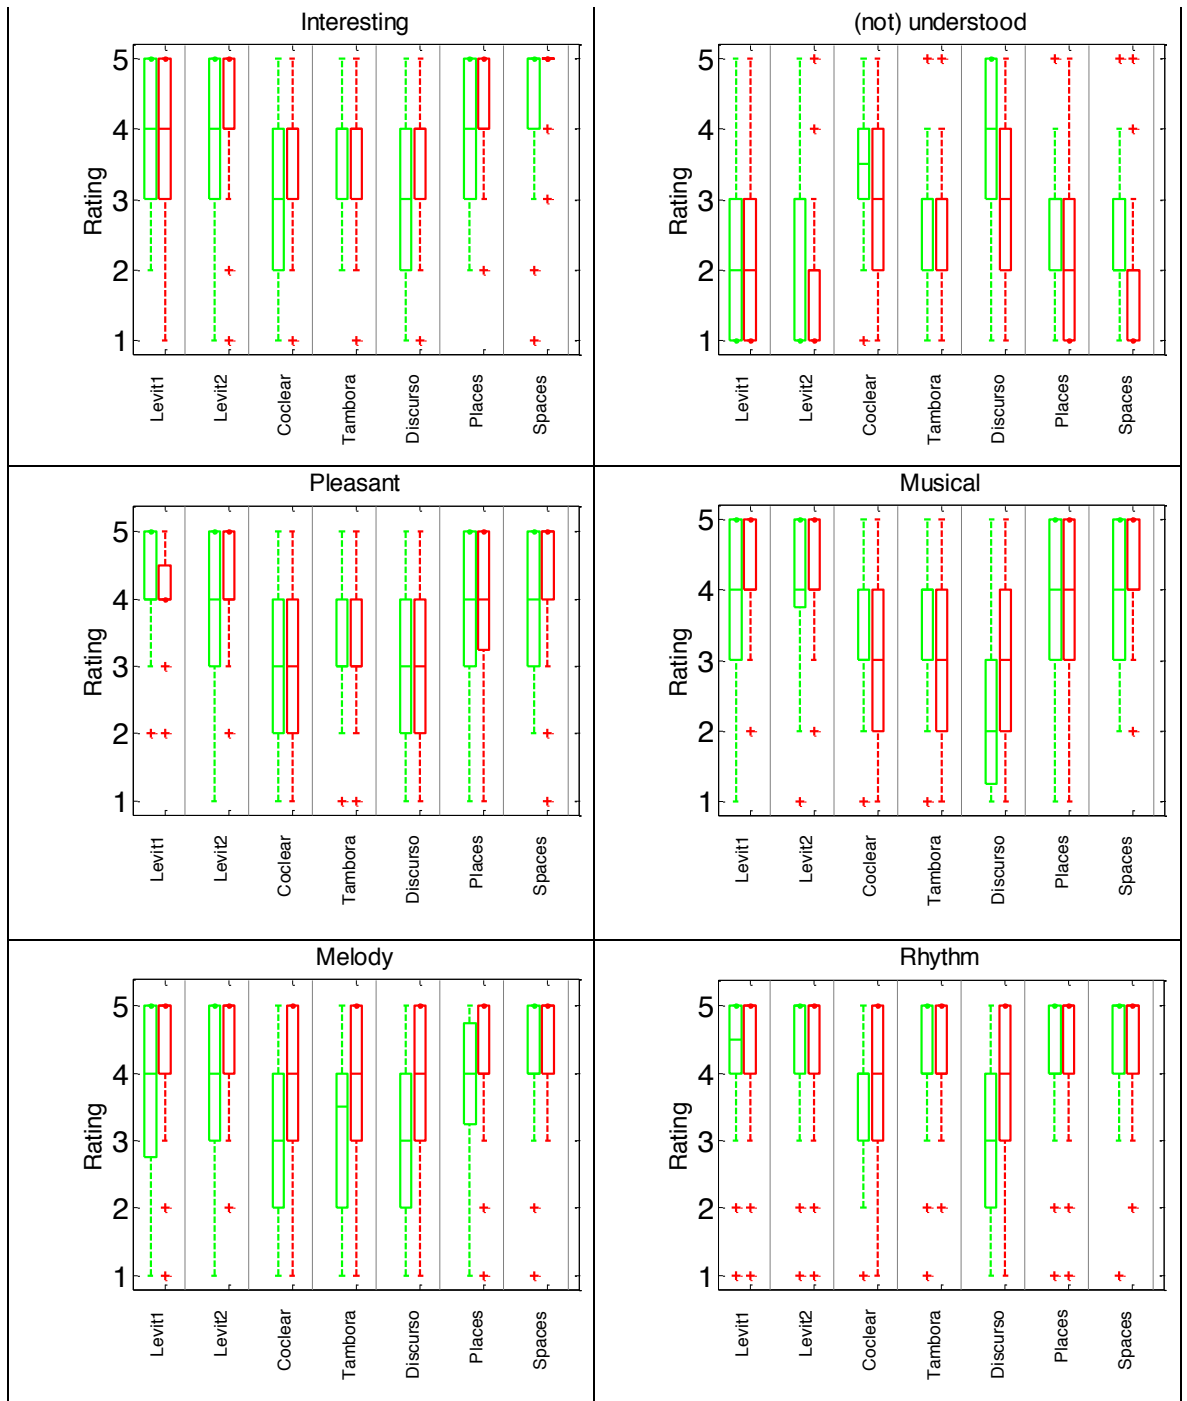 Interesting
5
4
3
2
1
Rating
Levit1
Levit2
Coclear
Tambora
Discurso
Places
Spaces
(not) understood
5
4
3
2
1
Rating
Levit1
Levit2
Coclear
Tambora
Discurso
Places
Spaces
Pleasant
5
4
3
2
1
Rating
Levit1
Levit2
Coclear
Tambora
Discurso
Places
Spaces
Musical
5
4
3
2
1
Rating
Levit1
Levit2
Coclear
Tambora
Discurso
Places
Spaces
Melody
5
4
3
2
1
Rating
Levit1
Levit2
Coclear
Tambora
Discurso
Places
Spaces
Rhythm
5
4
3
2
1
Rating
Levit1
Levit2
Coclear
Tambora
Discurso
Places
Spaces